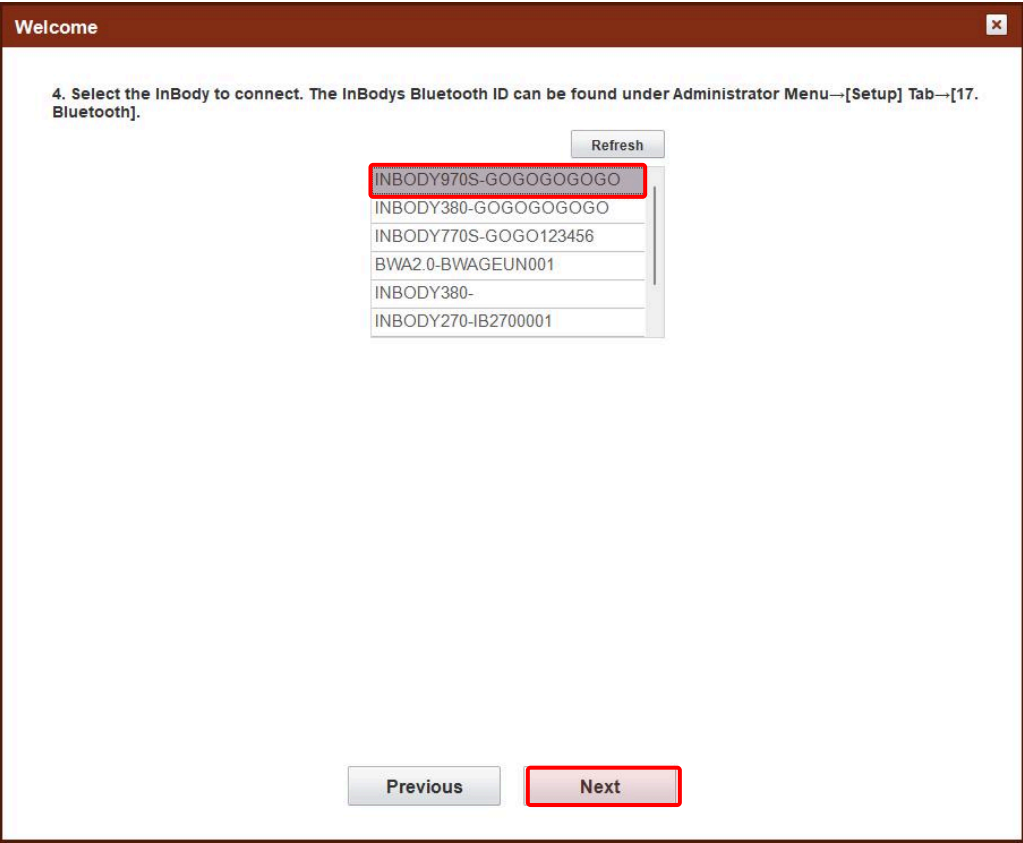 Welcome
4. Select the InBody to connect. The InBodys Bluetooth ID can be found under Administrator Menu→[Setup] Tab→[17.
Bluetooth].
Refresh
INBODY970S-GOGOGOGOGO
INBODY380-GOGOGOGOGO
INBODY770S-GOGO123456
BWA2.0-BWAGEUN001
INBODY380-
INBODY270-IB2700001
Previous
Next